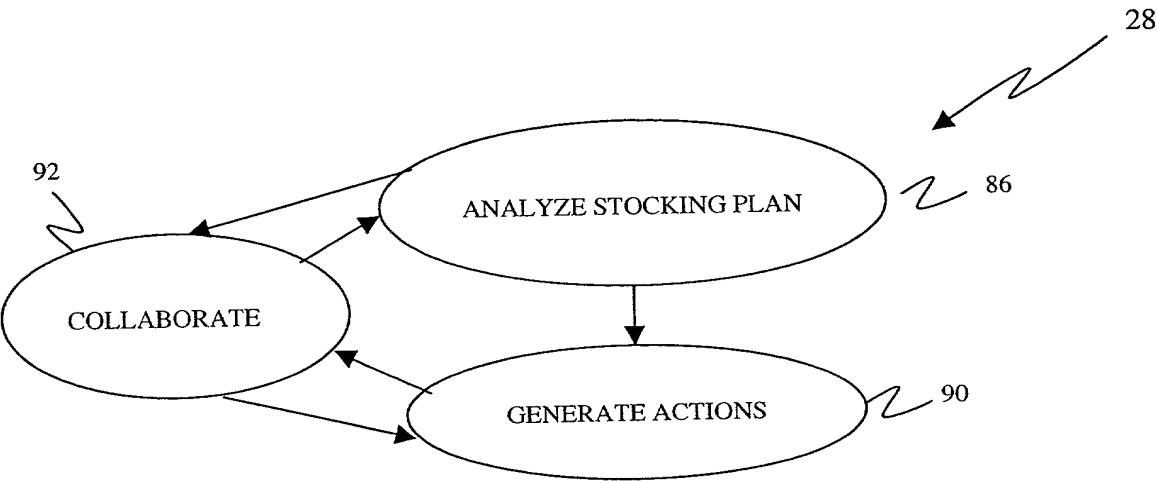 28
92
86
ANALYZE STOCKING PLAN
COLLABORATE
90
GENERATE ACTIONS